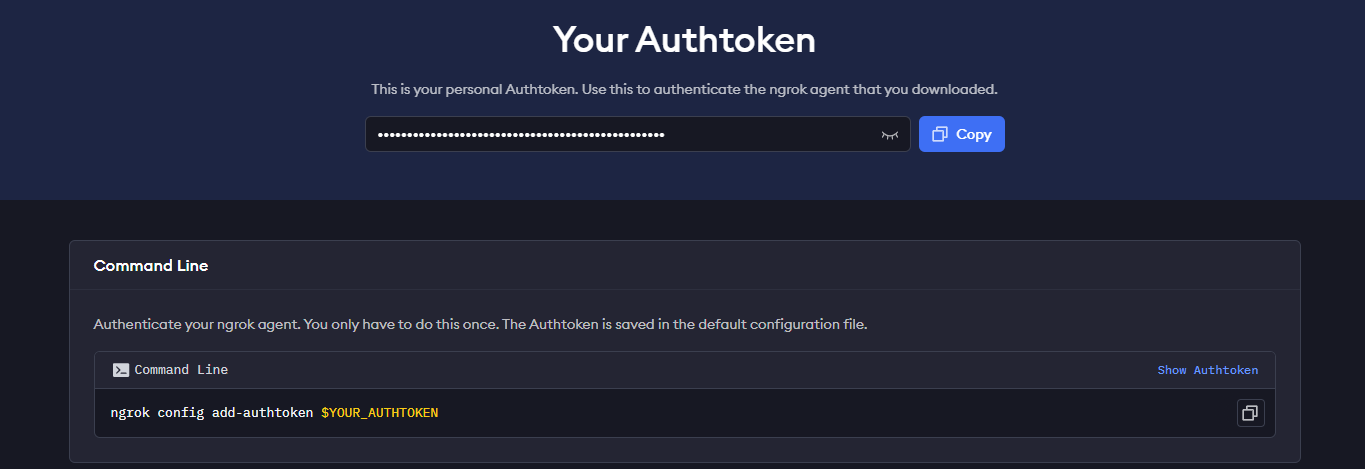 Your Authtoken
This is your personal Authtoken. Use this to authenticate the ngrok agent that you downloaded.
••••••••••••••••••••••••••••••••••••••••••••••••• Copy
Command Line
Authenticate your ngrok agent. You only have to do this once. The Authtoken is saved in the default configuration file.
Command Line Show Authtoken
ngrok config add-authtoken $YOUR_AUTHTOKEN